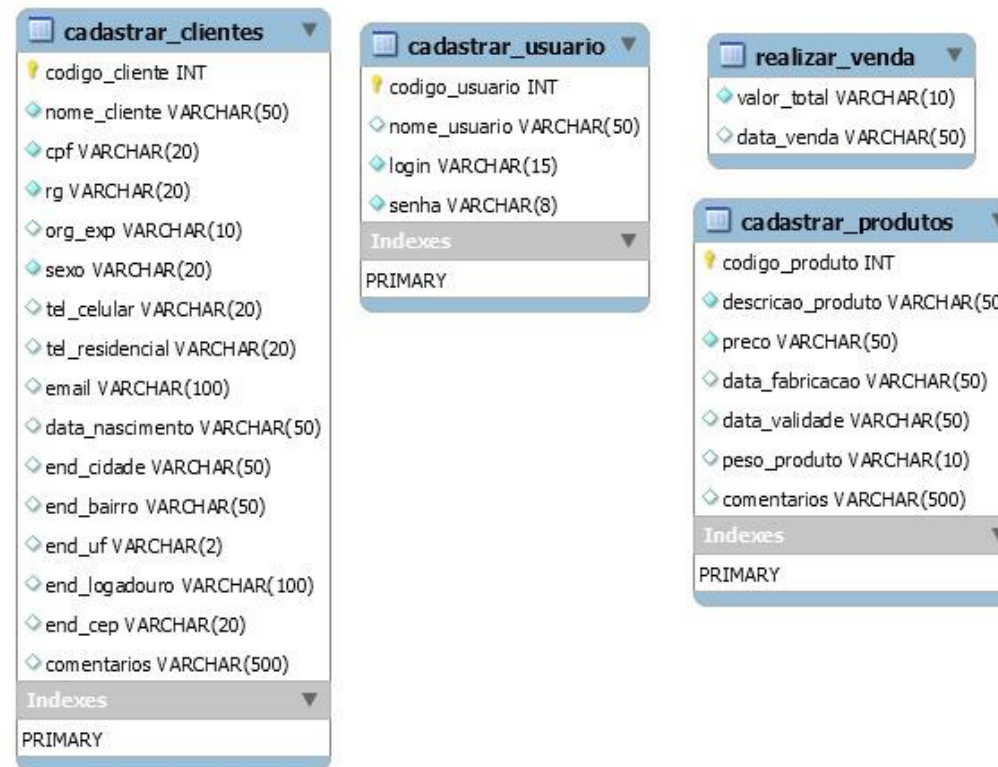 cadastrar_clientes
codigo_cliente INT
nome_cliente VARCHAR(50)
cpf VARCHAR(20)
rg VARCHAR(20)
org_exp VARCHAR(10)
sexo VARCHAR(20)
tel_celular VARCHAR(20)
tel_residencial VARCHAR(20)
email VARCHAR(100)
data_nascimento VARCHAR(50)
end_cidade VARCHAR(50)
end_bairro VARCHAR(50)
end_uf VARCHAR(2)
end_logadouro VARCHAR(100)
end_cep VARCHAR(20)
comentarios VARCHAR(500)
Indexes
PRIMARY
cadastrar_usuario
codigo_usuario INT
nome_usuario VARCHAR(50)
login VARCHAR(15)
senha VARCHAR(8)
Indexes
PRIMARY
realizar_venda
valor_total VARCHAR(10)
data_venda VARCHAR(50)
cadastrar_produtos
codigo_produto INT
descricao_produto VARCHAR(50
preco VARCHAR(50)
data_fabricacao VARCHAR(50)
data_validade VARCHAR(50)
peso_produto VARCHAR(10)
comentarios VARCHAR(500)
Indexes
PRIMARY